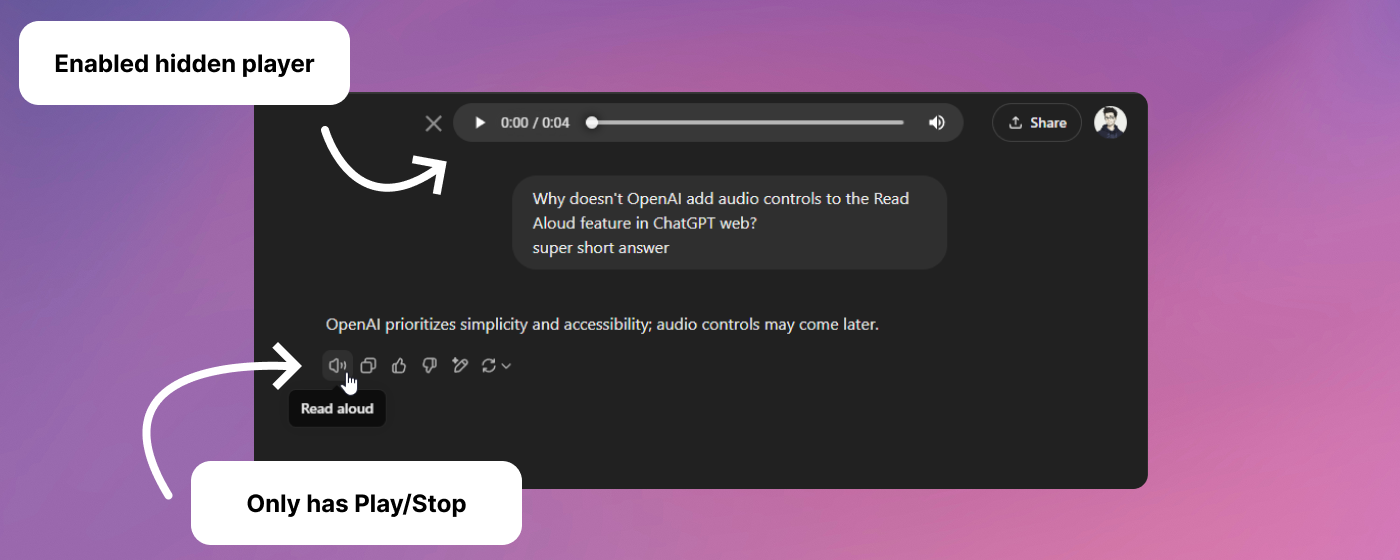 Enabled hidden player
0:00 / 0:04
Share
Why doesn't OpenAI add audio controls to the Read
Aloud feature in ChatGPT web?
super short answer
OpenAI prioritizes simplicity and accessibility; audio controls may come later.
Read aloud
Only has Play/Stop